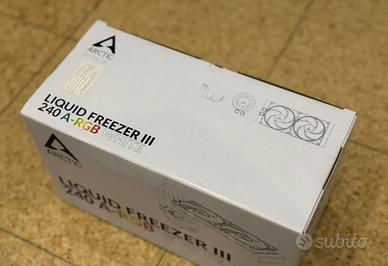 ARCTIC
LIQUID FREEZER III
240 A-RGB WHITE
ARCTIC
LIQUID FREEZER III
240 A-RGB
subito